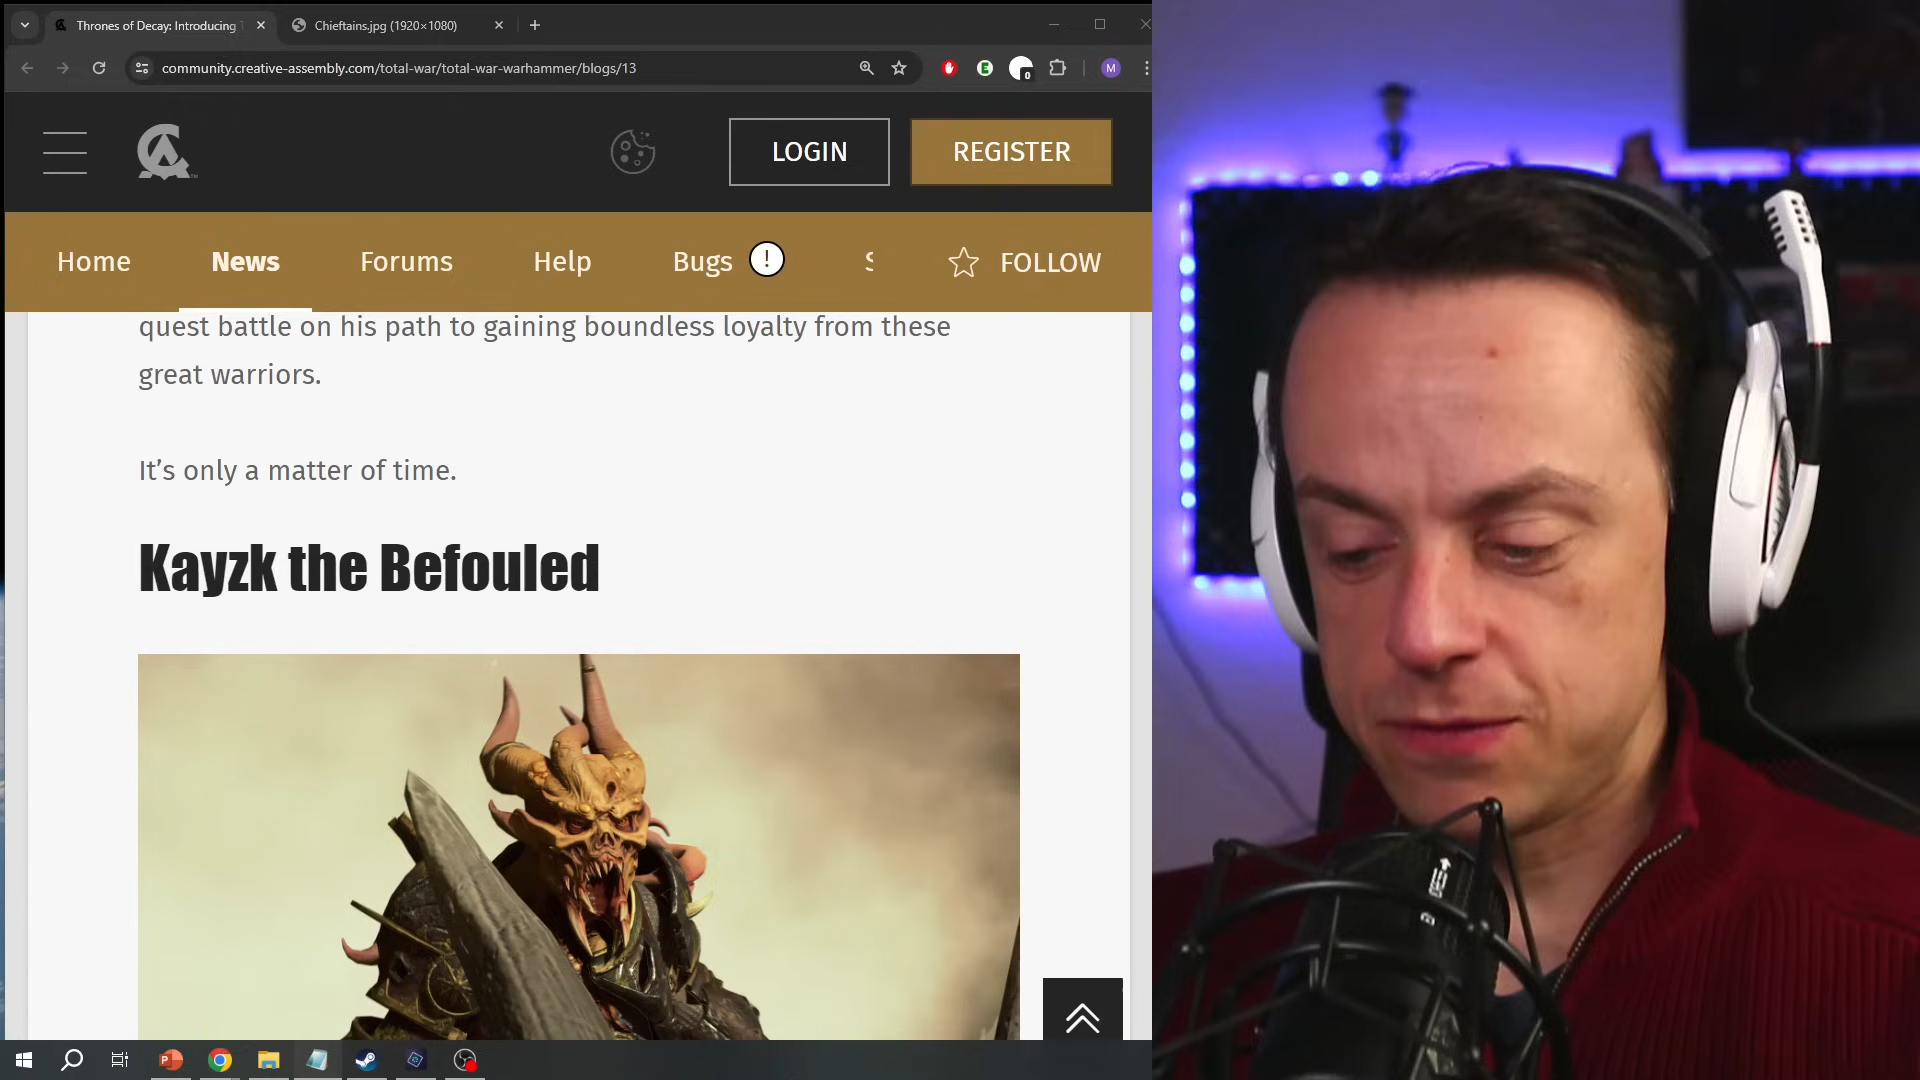 Thrones of Decay: Introducing
Chieftains.jpg (1920×1080)
community.creative-assembly.com/total-war/total-war-warhammer/blogs/13
0
M
LOGIN
REGISTER
Home
News
Forums
Help
Bugs
!
FOLLOW
quest battle on his path to gaining boundless loyalty from these
great warriors.
It’s only a matter of time.
Kayzk the Befouled